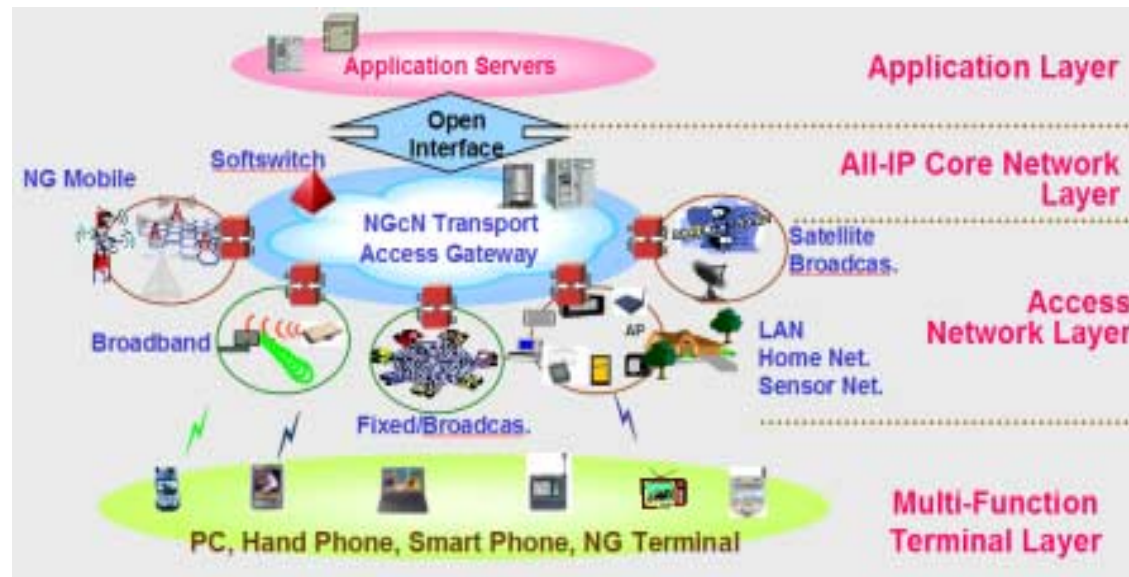 Application Servers
Application Layer
Open
Interface
Softswitch
All-IP Core Network
Layer
NG Mobile
NGcN Transport
Access Gateway
Satellite
Broadcas.
Broadband
AP
LAN
Home Net.
Sensor Net.
Access
Network Layer
Fixed/Broadcas.
PC, Hand Phone, Smart Phone, NG Terminal
Multi-Function
Terminal Layer